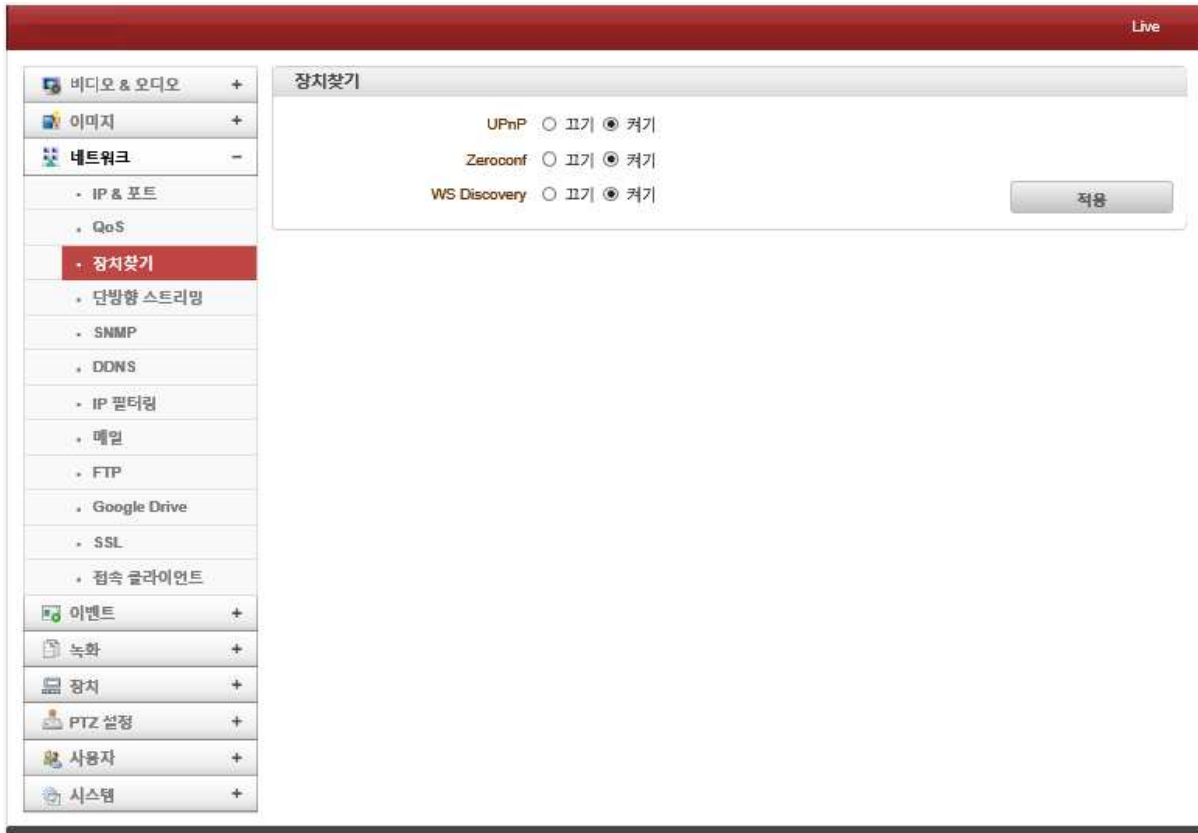 Live
비디오 & 오디오 +
이미지 +
네트워크 -
IP & 포트
QoS
장치찾기
단방향 스트리밍
SNMP
DDNS
IP 필터링
메일
FTP
Google Drive
SSL
접속 클라이언트
이벤트 +
녹화 +
장치 +
PTZ 설정 +
사용자 +
시스템 +
장치찾기
UPnP 끄기 켜기
Zeroconf 끄기 켜기
WS Discovery 끄기 켜기
적용